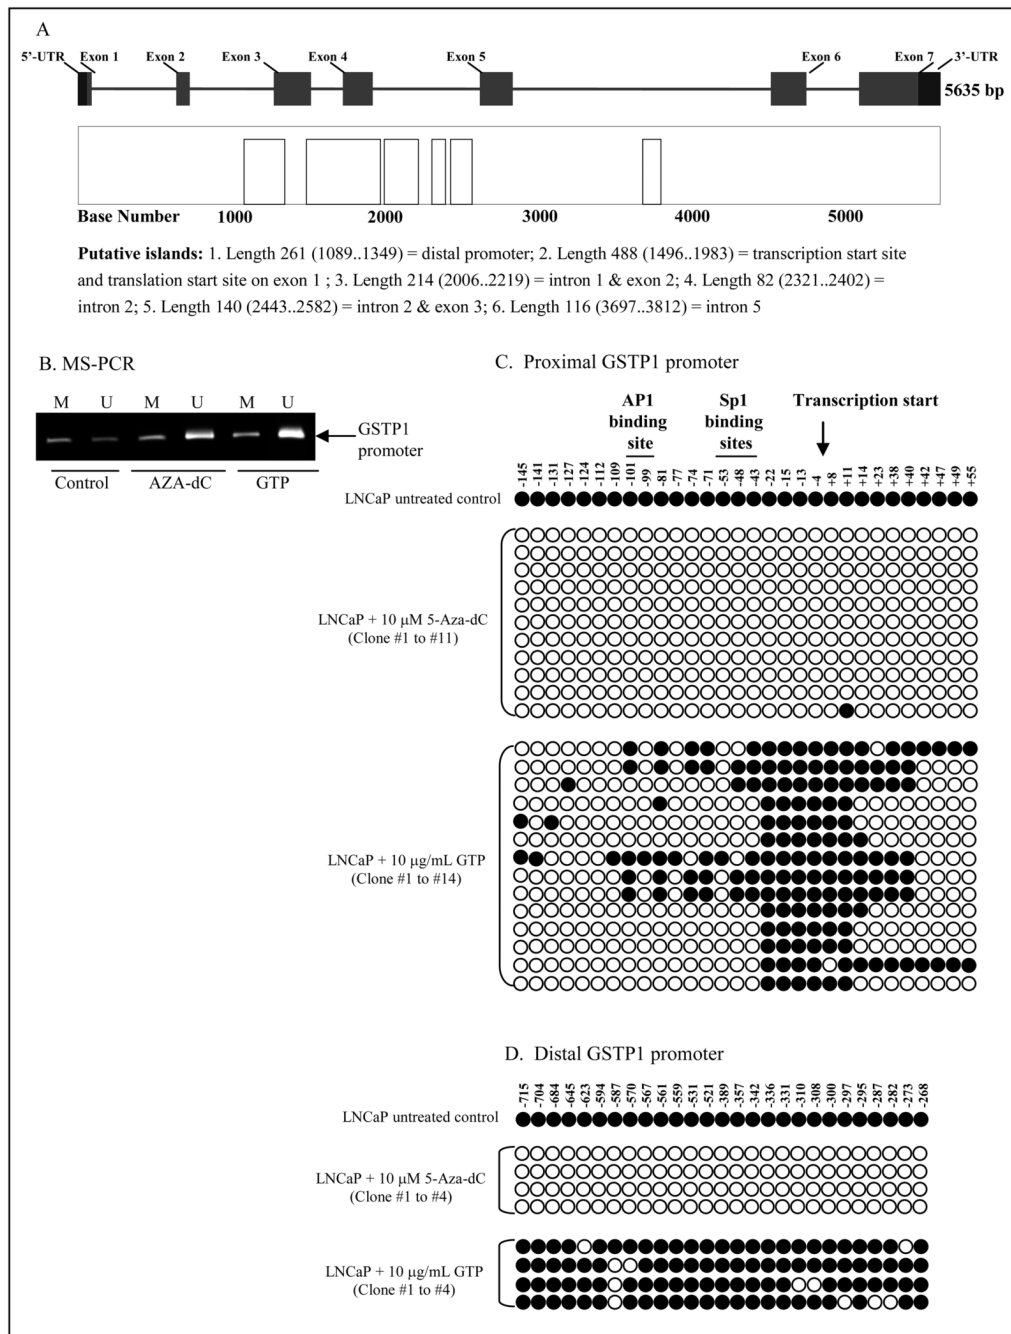 A
5'-UTR Exon 1 Exon 2 Exon 3 Exon 4 Exon 5 Exon 6 Exon 7 3'-UTR
5635 bp
Base Number 1000 2000 3000 4000 5000
Putative islands: 1. Length 261 (1089..1349) = distal promoter; 2. Length 488 (1496..1983) = transcription start site
and translation start site on exon 1 ; 3. Length 214 (2006..2219) = intron 1 & exon 2; 4. Length 82 (2321..2402) =
intron 2; 5. Length 140 (2443..2582) = intron 2 & exon 3; 6. Length 116 (3697..3812) = intron 5
B. MS-PCR
M U M U M U
GSTP1
promoter
Control AZA-dC GTP
C. Proximal GSTP1 promoter
AP1
binding
site
Sp1
binding
sites
Transcription start
-145 -141 -131 -127 -124 -112 -109 -101 -99 -81 -77 -74 -71 -53 -48 -43 -22 -15 -13 -4 +8 +11 +14 +23 +38 +40 +42 +47 +49 +55
LNCaP untreated control
LNCaP + 10 μM 5-Aza-dC
(Clone #1 to #11)
LNCaP + 10 μg/mL GTP
(Clone #1 to #14)
D. Distal GSTP1 promoter
-715 -704 -684 -645 -623 -594 -587 -570 -567 -561 -559 -531 -521 -389 -357 -342 -336 -331 -310 -308 -300 -297 -295 -287 -282 -273 -268
LNCaP untreated control
LNCaP + 10 μM 5-Aza-dC
(Clone #1 to #4)
LNCaP + 10 μg/mL GTP
(Clone #1 to #4)